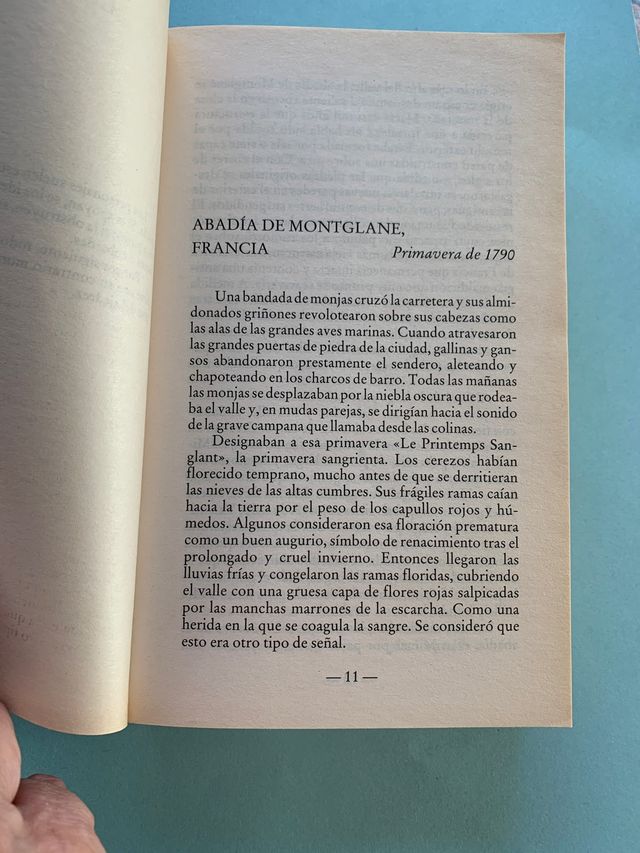 ABADÍA DE MONTGLANE,
FRANCIA Primavera de 1790
Una bandada de monjas cruzó la carretera y sus almi-
donados griñones revolotearon sobre sus cabezas como
las alas de las grandes aves marinas. Cuando atravesaron
las grandes puertas de piedra de la ciudad, gallinas y gan-
sos abandonaron prestamente el sendero, aleteando y
chapoteando en los charcos de barro. Todas las mañanas
las monjas se desplazaban por la niebla oscura que rodea-
ba el valle y, en mudas parejas, se dirigían hacia el sonido
de la grave campana que llamaba desde las colinas.
Designaban a esa primavera «Le Printemps San-
glant», la primavera sangrienta. Los cerezos habían
florecido temprano, mucho antes de que se derritieran
las nieves de las altas cumbres. Sus frágiles ramas caían
hacia la tierra por el peso de los capullos rojos y hú-
medos. Algunos consideraron esa floración prematura
como un buen augurio, símbolo de renacimiento tras el
prolongado y cruel invierno. Entonces llegaron las
lluvias frías y congelaron las ramas floridas, cubriendo
el valle con una gruesa capa de flores rojas salpicadas
por las manchas marrones de la escarcha. Como una
herida en la que se coagula la sangre. Se consideró que
esto era otro tipo de señal.
— 11 —